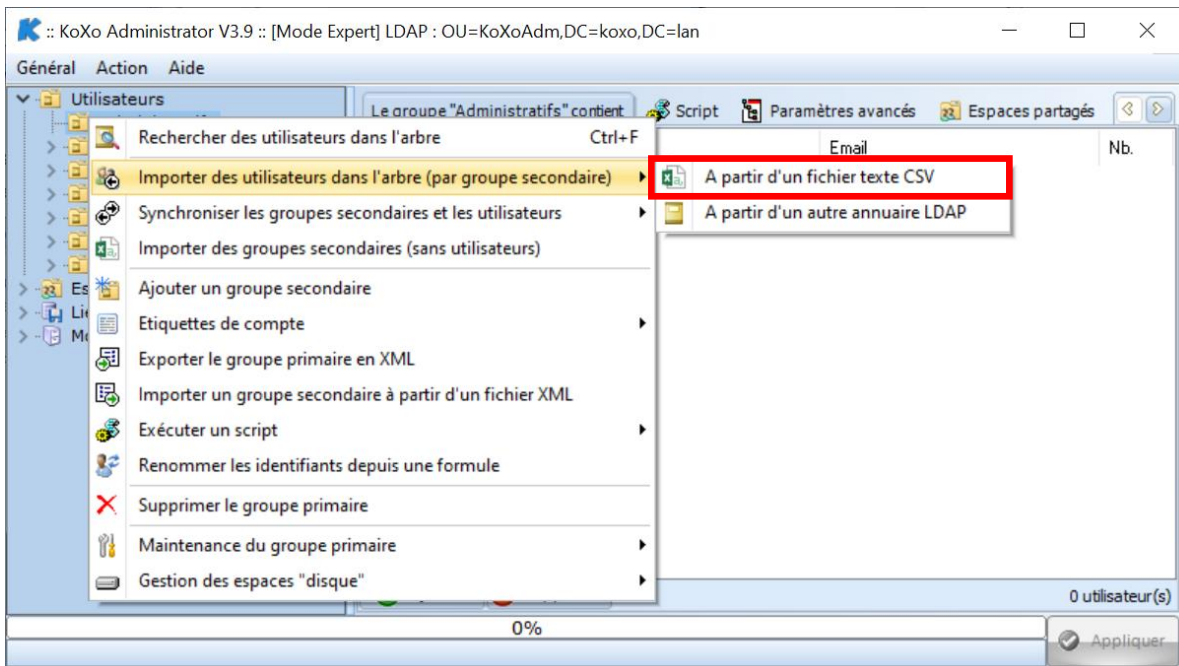 :: KoXo Administrator V3.9 :: [Mode Expert] LDAP : OU=KoXoAdm,DC=koxo,DC=lan
Général Action Aide
Utilisateurs
Le groupe "Administratifs" contient
Script
Paramètres avancés
Espaces partagés
Email
Nb.
Rechercher des utilisateurs dans l'arbre Ctrl+F
Importer des utilisateurs dans l'arbre (par groupe secondaire)
A partir d'un fichier texte CSV
Synchroniser les groupes secondaires et les utilisateurs
A partir d'un autre annuaire LDAP
Importer des groupes secondaires (sans utilisateurs)
Es
Ajouter un groupe secondaire
Etiquettes de compte
Exporter le groupe primaire en XML
Importer un groupe secondaire à partir d'un fichier XML
Exécuter un script
Renommer les identifiants depuis une formule
Supprimer le groupe primaire
Maintenance du groupe primaire
Gestion des espaces "disque"
0 utilisateur(s)
0%
Appliquer